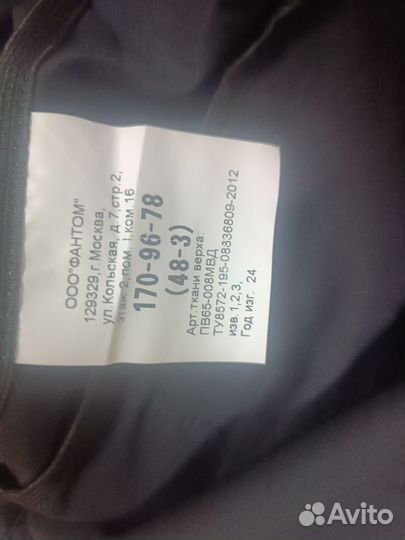 ООО"ФАНТОМ"
129329,г. Москва,
ул.Кольская, д.7,стр.2,
этаж 2,пом. I,ком.16
170-96-78
(48-3)
Арт.ткани верха:
ПВ65-008МВД
ТУ8572-195-08836809-2012
изв.1,2,3,
Год изг. 24
Avito